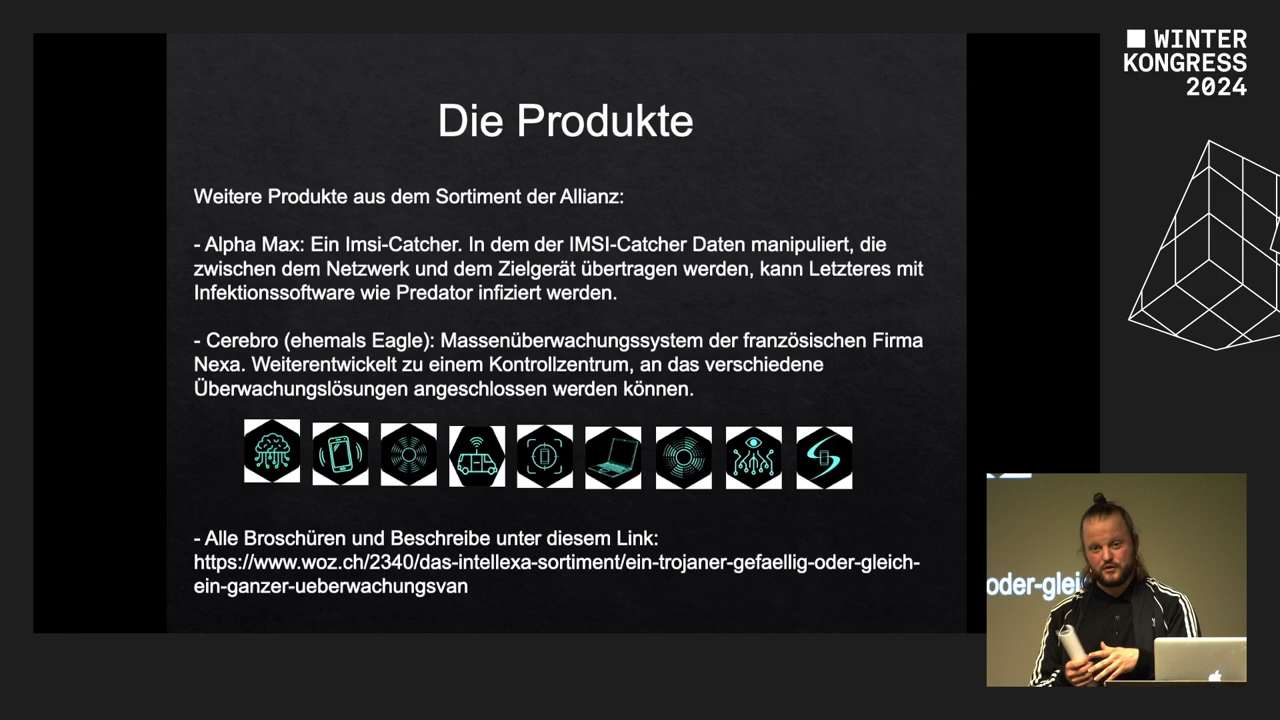 WINTER
KONGRESS
2024
Die Produkte
Weitere Produkte aus dem Sortiment der Allianz:
- Alpha Max: Ein Imsi-Catcher. In dem der IMSI-Catcher Daten manipuliert, die
zwischen dem Netzwerk und dem Zielgerät übertragen werden, kann Letzteres mit
Infektionssoftware wie Predator infiziert werden.
- Cerebro (ehemals Eagle): Massenüberwachungssystem der französischen Firma
Nexa. Weiterentwickelt zu einem Kontrollzentrum, an das verschiedene
Überwachungslösungen angeschlossen werden können.
- Alle Broschüren und Beschreibe unter diesem Link:
https://www.woz.ch/2340/das-intellexa-sortiment/ein-trojaner-gefaellig-oder-gleich-
ein-ganzer-ueberwachungsvan
oder-glei